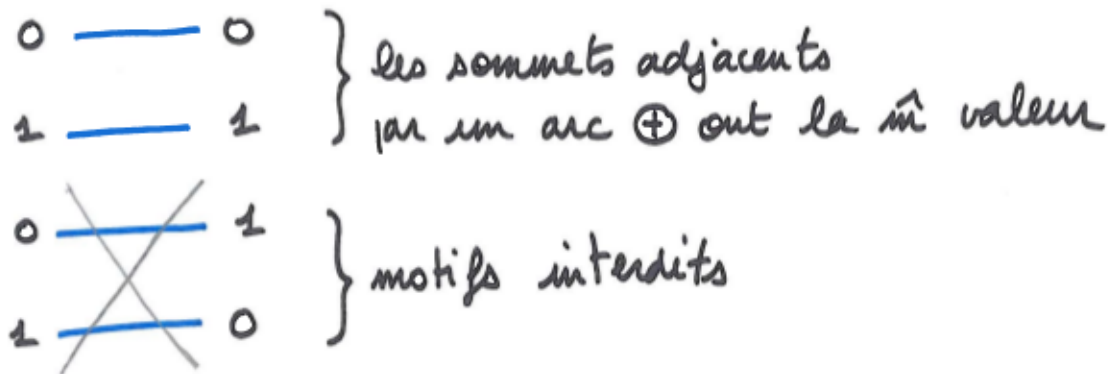 0 0
les sommets adjacents
1 1
par un arc ⊕ ont la m̂ valeur
0 1
motifs interdits
1 0